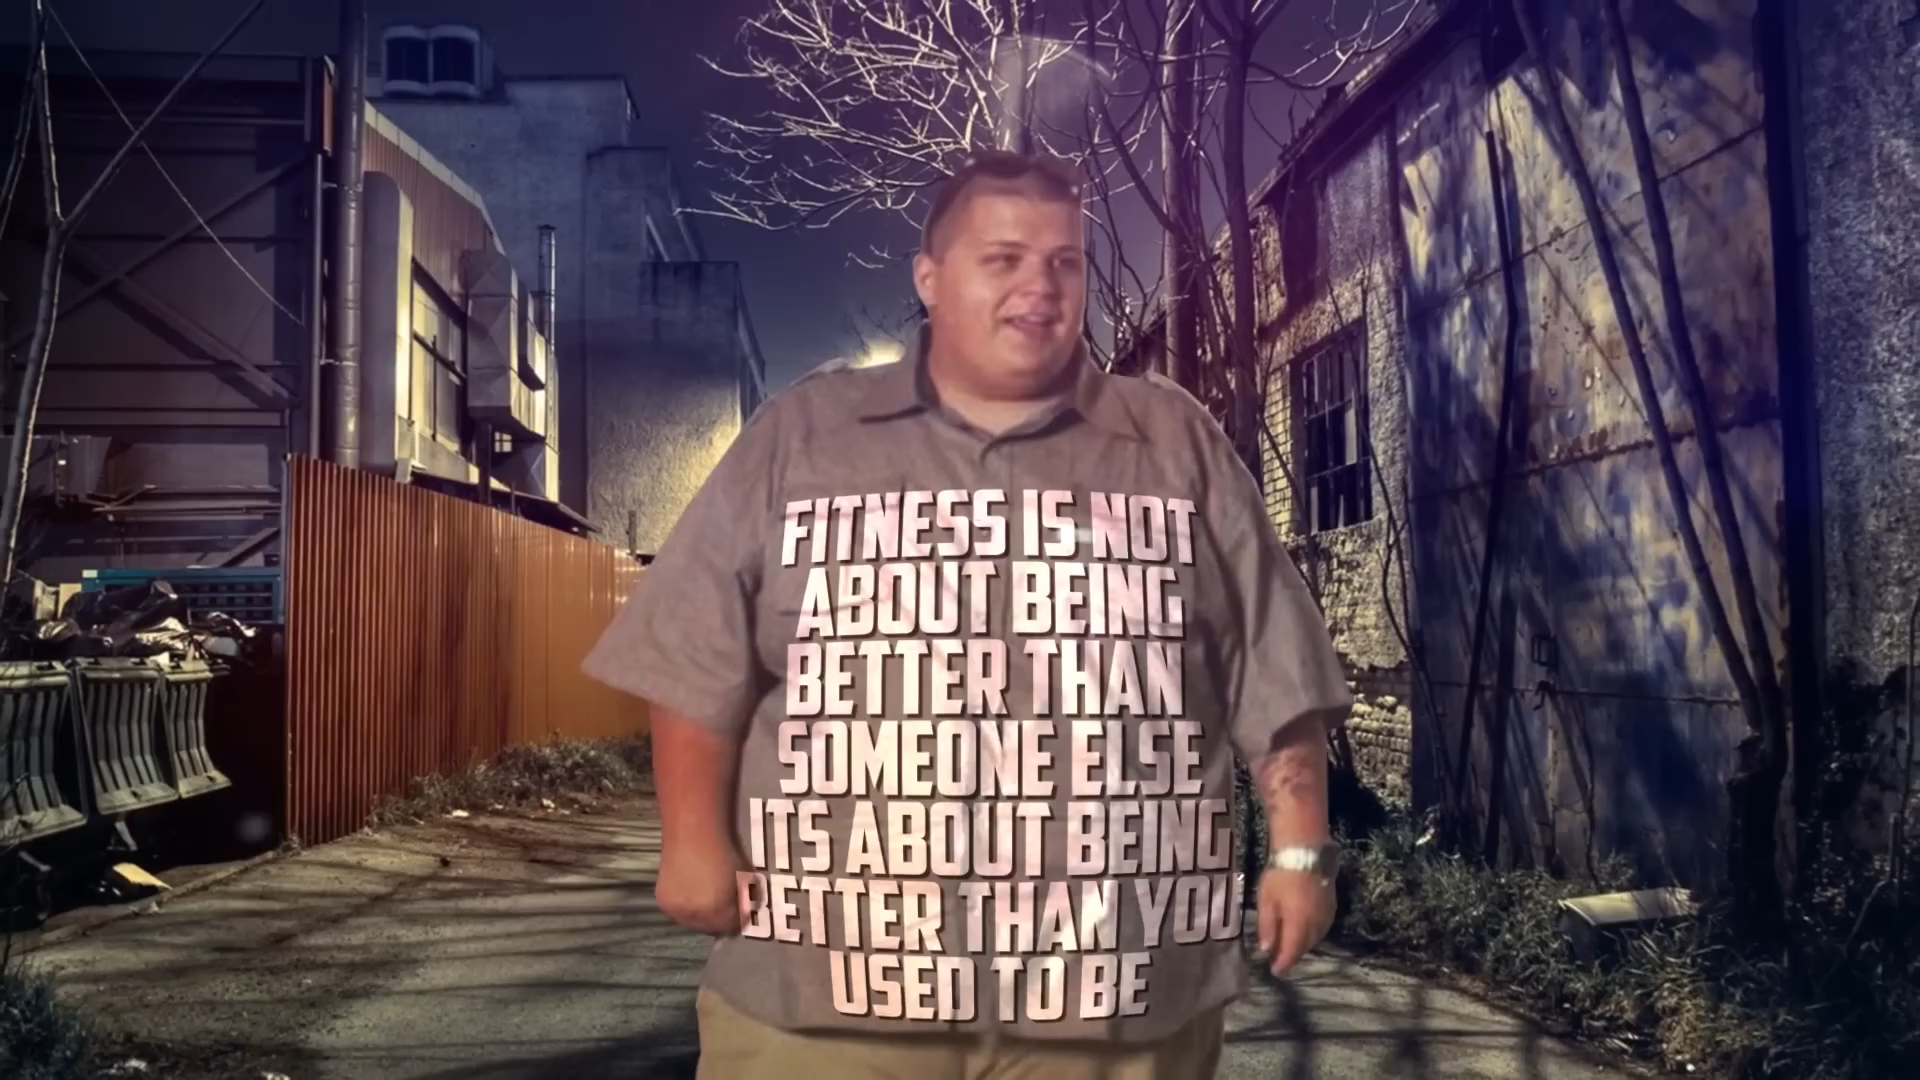 FITNESS IS NOT
ABOUT BEING
BETTER THAN
SOMEONE ELSE
ITS ABOUT BEING
BETTER THAN YOU
USED TO BE